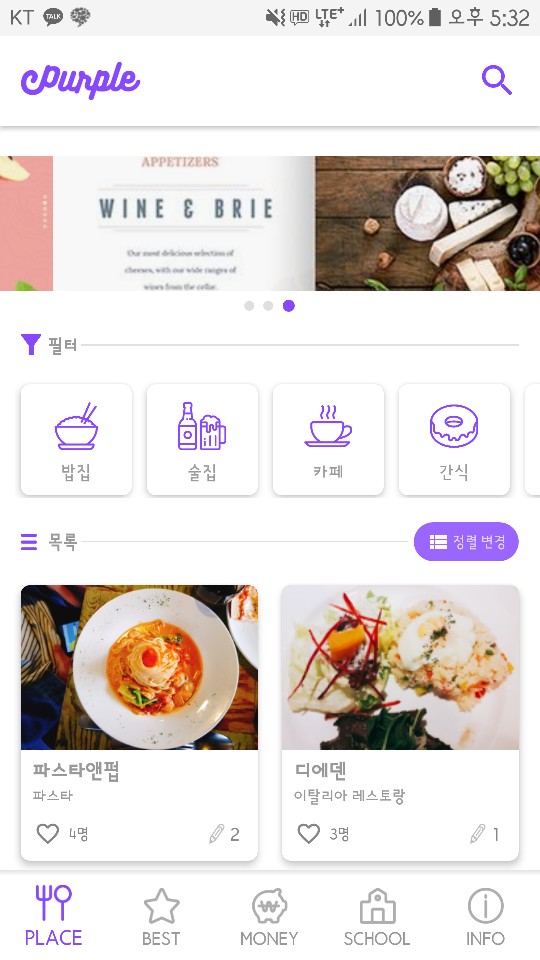 KT TALK HD LTE+ 100% 오후 5:32
Purple
APPETIZERS
WINE & BRIE
Our most delicious selection of
cheeses, with our wide ranges of
wines from the cellar.
필터
밥집
술집
카페
간식
목록
정렬 변경
파스타앤펍
파스타
4명
2
디에덴
이탈리아 레스토랑
3명
1
PLACE
BEST
MONEY
SCHOOL
INFO